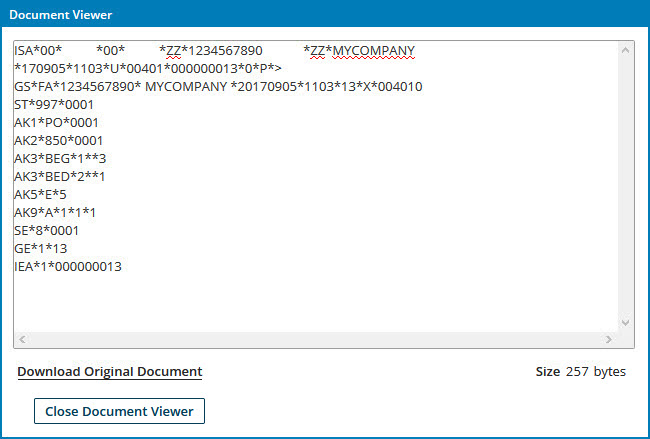 Document Viewer
ISA*00*          *00*          *ZZ*1234567890            *ZZ*MYCOMPANY
*170905*1103*U*00401*000000013*0*P*>
GS*FA*1234567890* MYCOMPANY *20170905*1103*13*X*004010
ST*997*0001
AK1*PO*0001
AK2*850*0001
AK3*BEG*1**3
AK3*BED*2**1
AK5*E*5
AK9*A*1*1*1
SE*8*0001
GE*1*13
IEA*1*000000013
Download Original Document
Size 257 bytes
Close Document Viewer